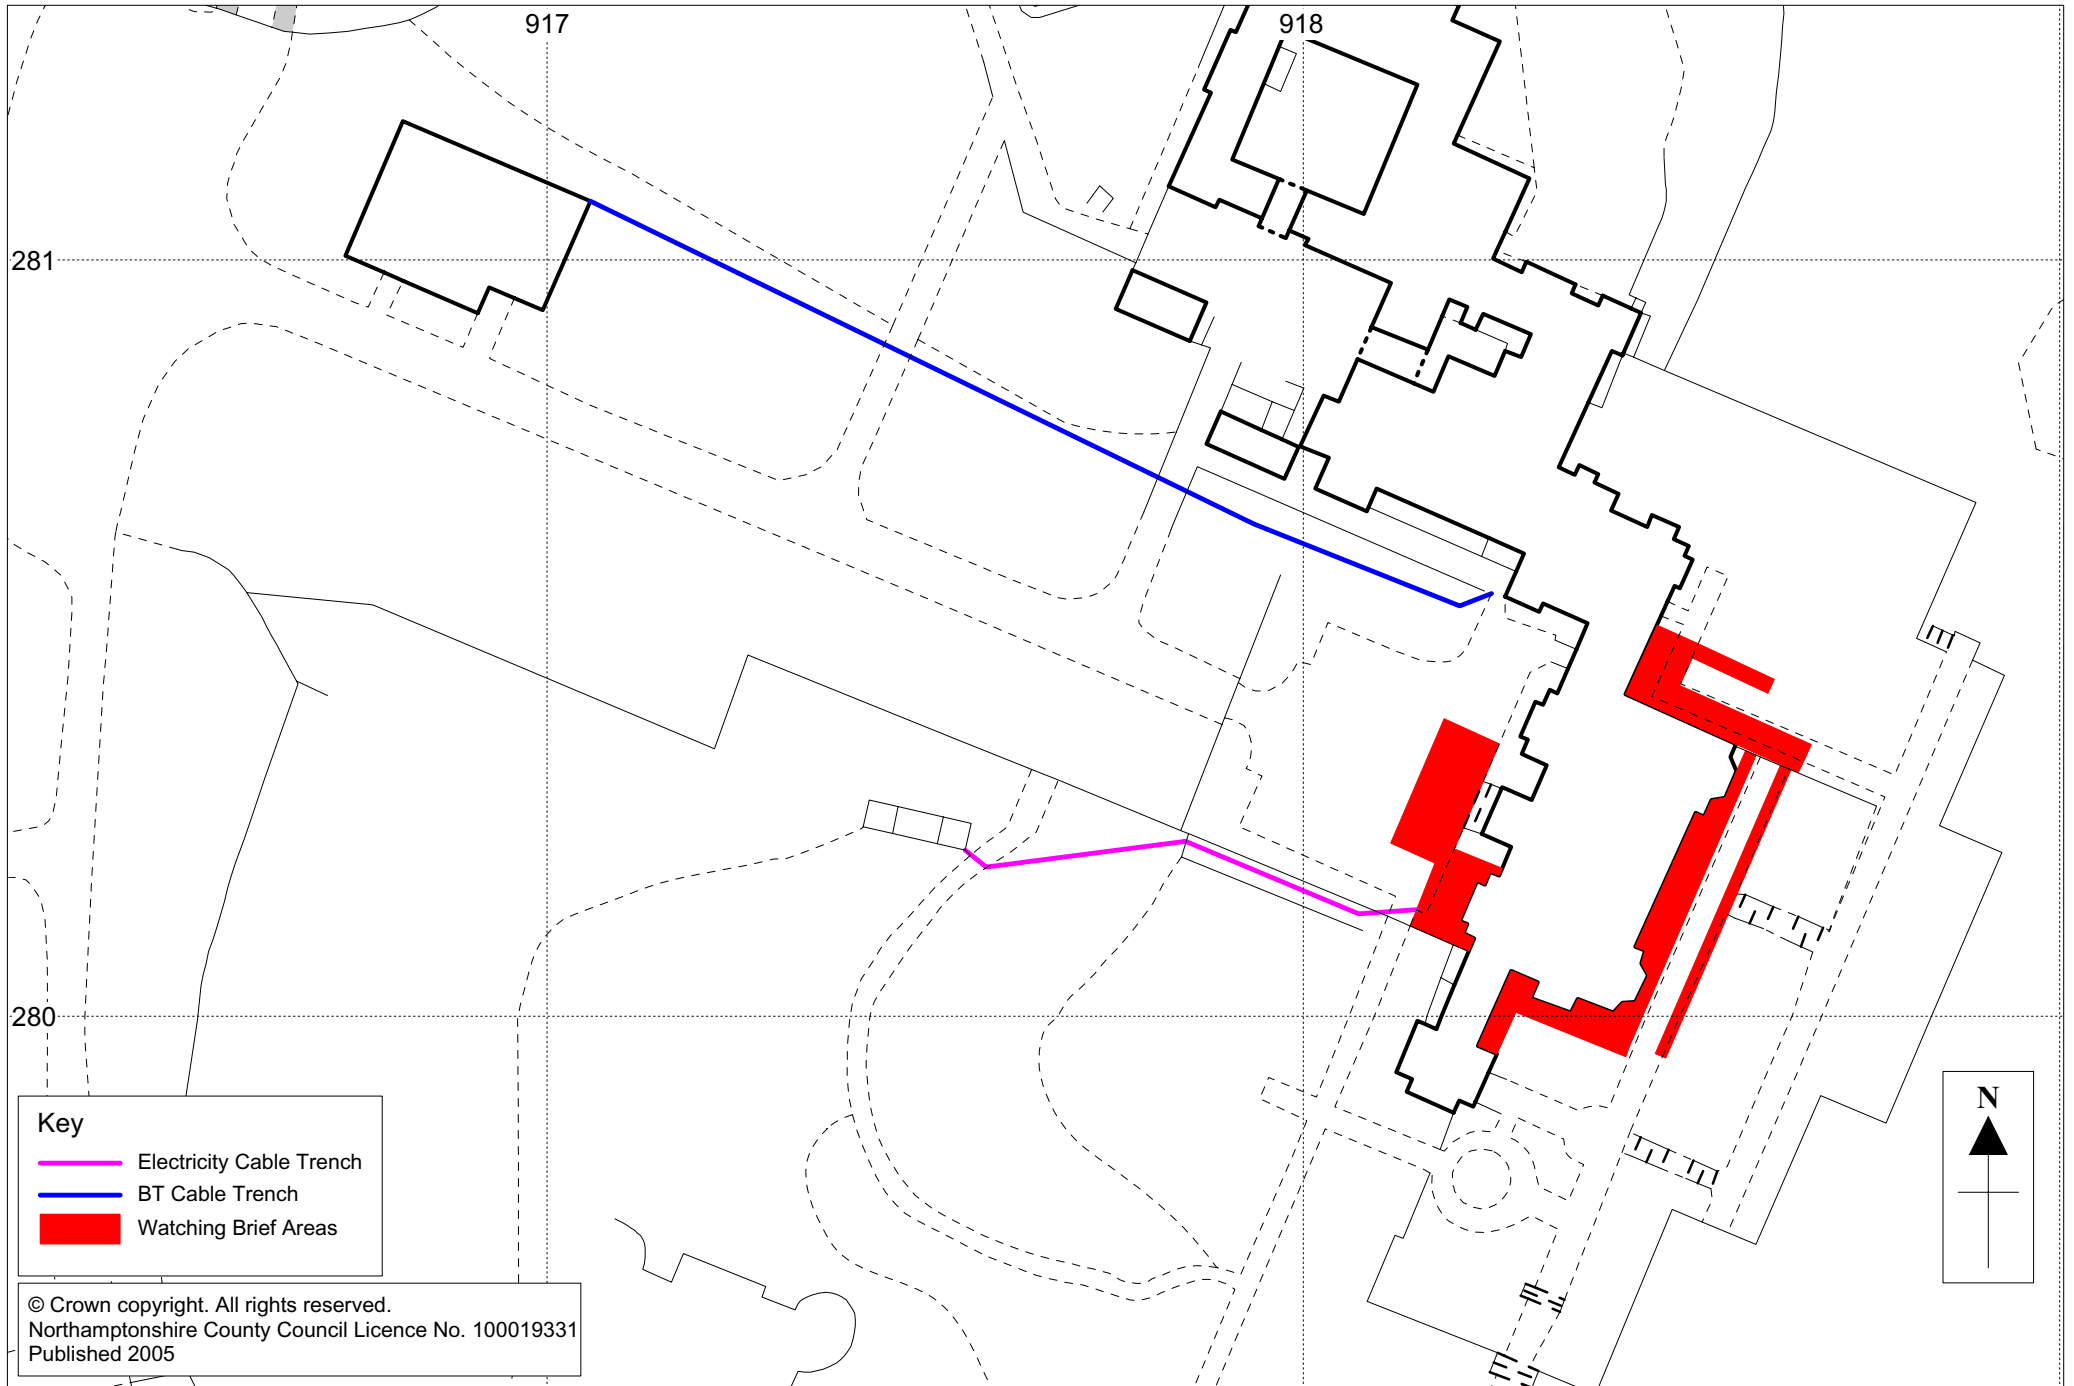 917
918
281
280
Key
Electricity Cable Trench
BT Cable Trench
Watching Brief Areas
© Crown copyright. All rights reserved.
Northamptonshire County Council Licence No. 100019331
Published 2005
N